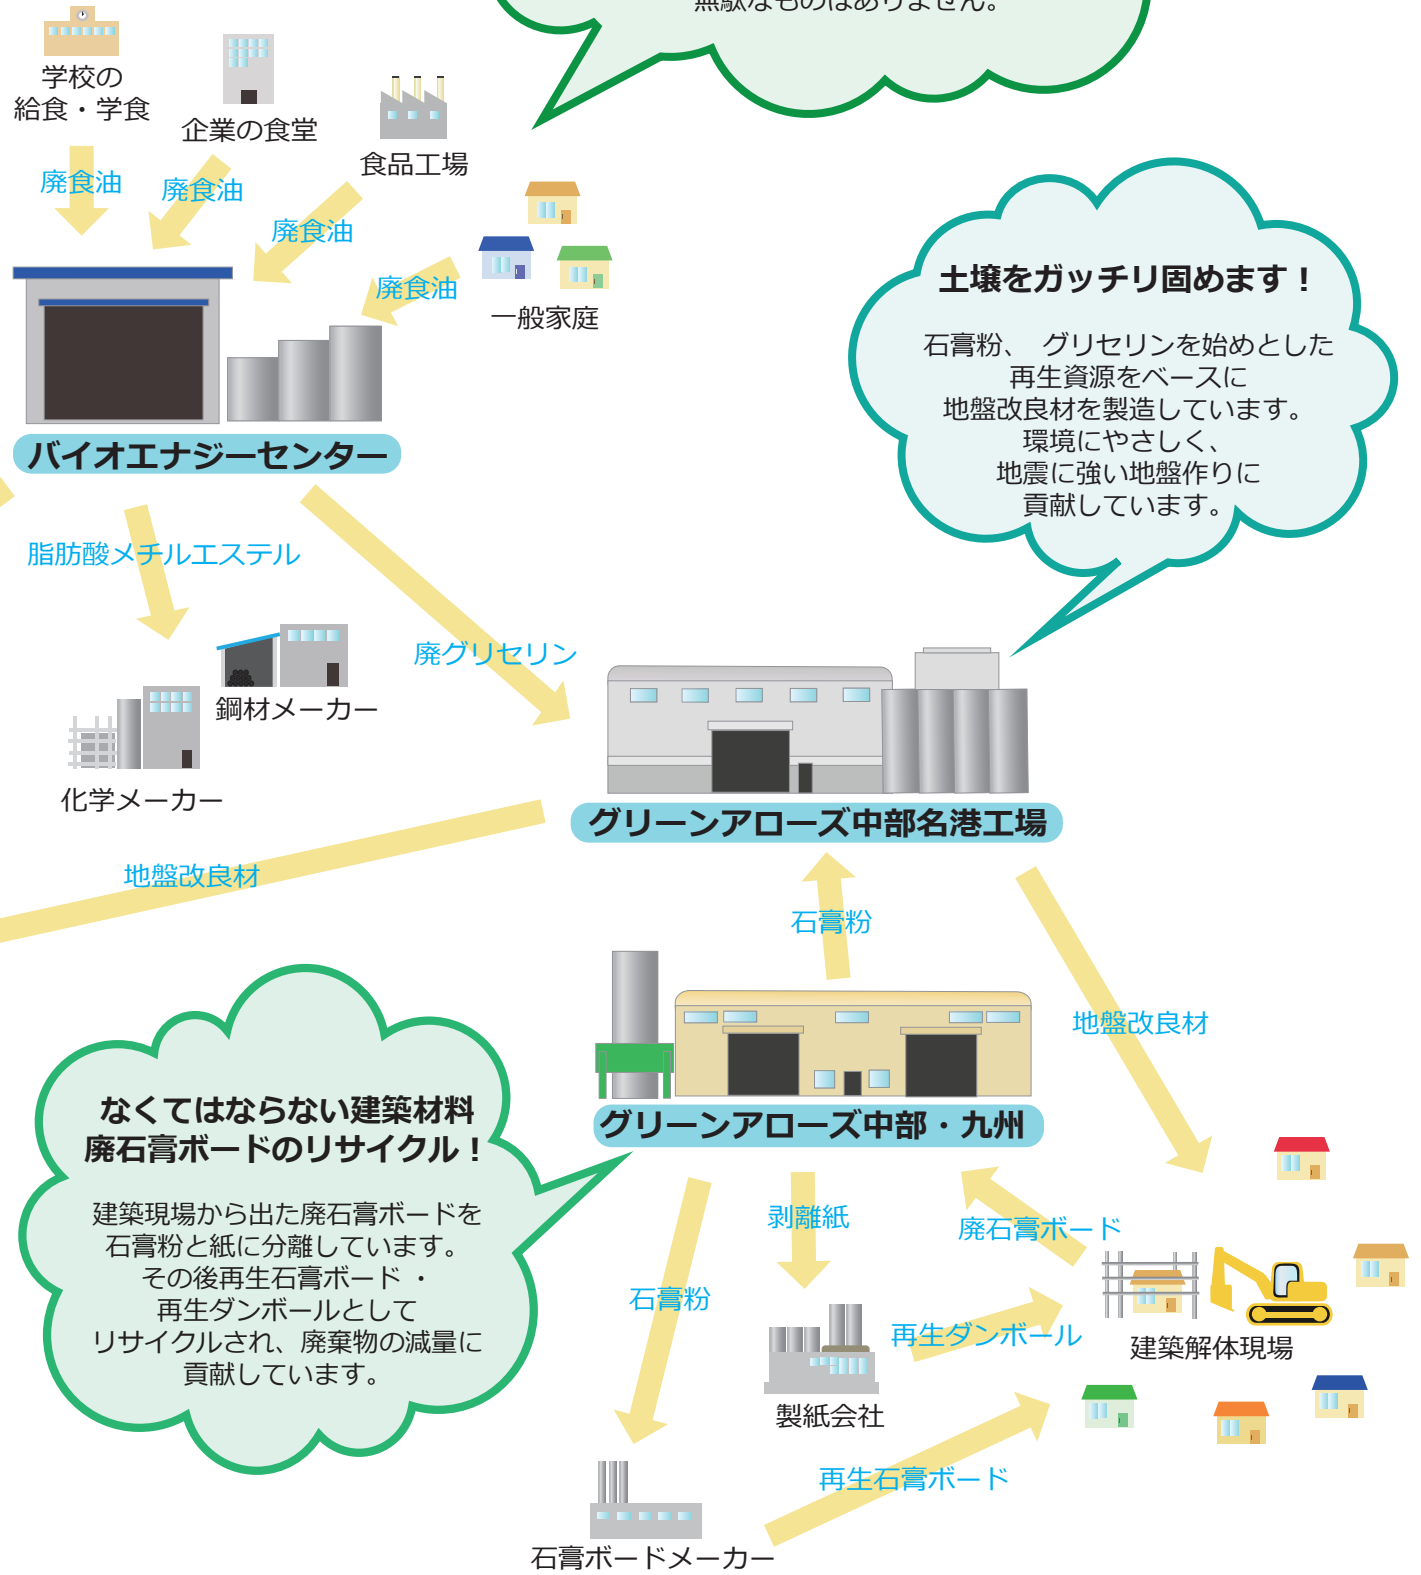 無駄なものはありません。
学校の
給食・学食
企業の食堂
食品工場
廃食油
廃食油
廃食油
廃食油
一般家庭
バイオエナジーセンター
土壌をガッチリ固めます！
石膏粉、 グリセリンを始めとした
再生資源をベースに
地盤改良材を製造しています。
環境にやさしく、
地震に強い地盤作りに
貢献しています。
脂肪酸メチルエステル
廃グリセリン
鋼材メーカー
化学メーカー
グリーンアローズ中部名港工場
地盤改良材
石膏粉
地盤改良材
グリーンアローズ中部・九州
なくてはならない建築材料
廃石膏ボードのリサイクル！
建築現場から出た廃石膏ボードを
石膏粉と紙に分離しています。
その後再生石膏ボード ・
再生ダンボールとして
リサイクルされ、廃棄物の減量に
貢献しています。
剥離紙
廃石膏ボード
石膏粉
再生ダンボール
建築解体現場
製紙会社
再生石膏ボード
石膏ボードメーカー